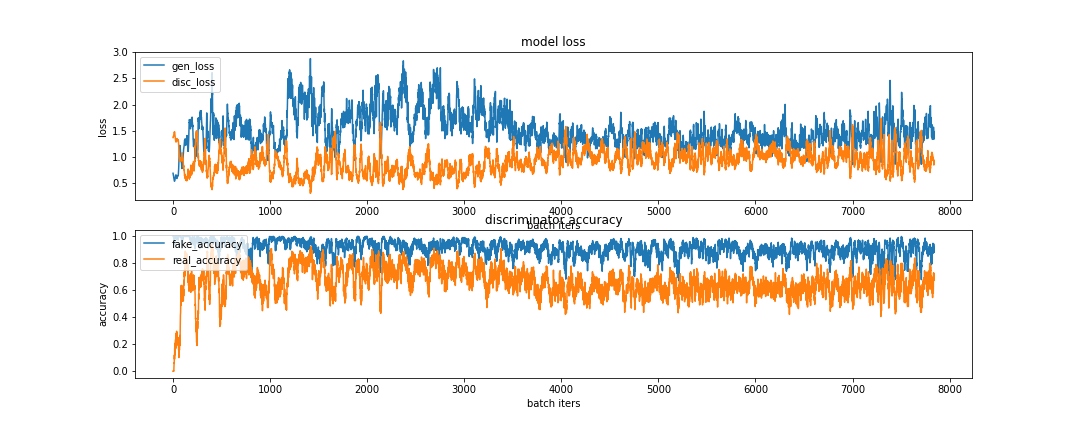 model loss
3.0
2.5
2.0
1.5
1.0
0.5
loss
gen_loss
disc_loss
0 1000 2000 3000 4000 5000 6000 7000 8000
batch iters
discriminator accuracy
1.0
0.8
0.6
0.4
0.2
0.0
accuracy
fake_accuracy
real_accuracy
0 1000 2000 3000 4000 5000 6000 7000 8000
batch iters